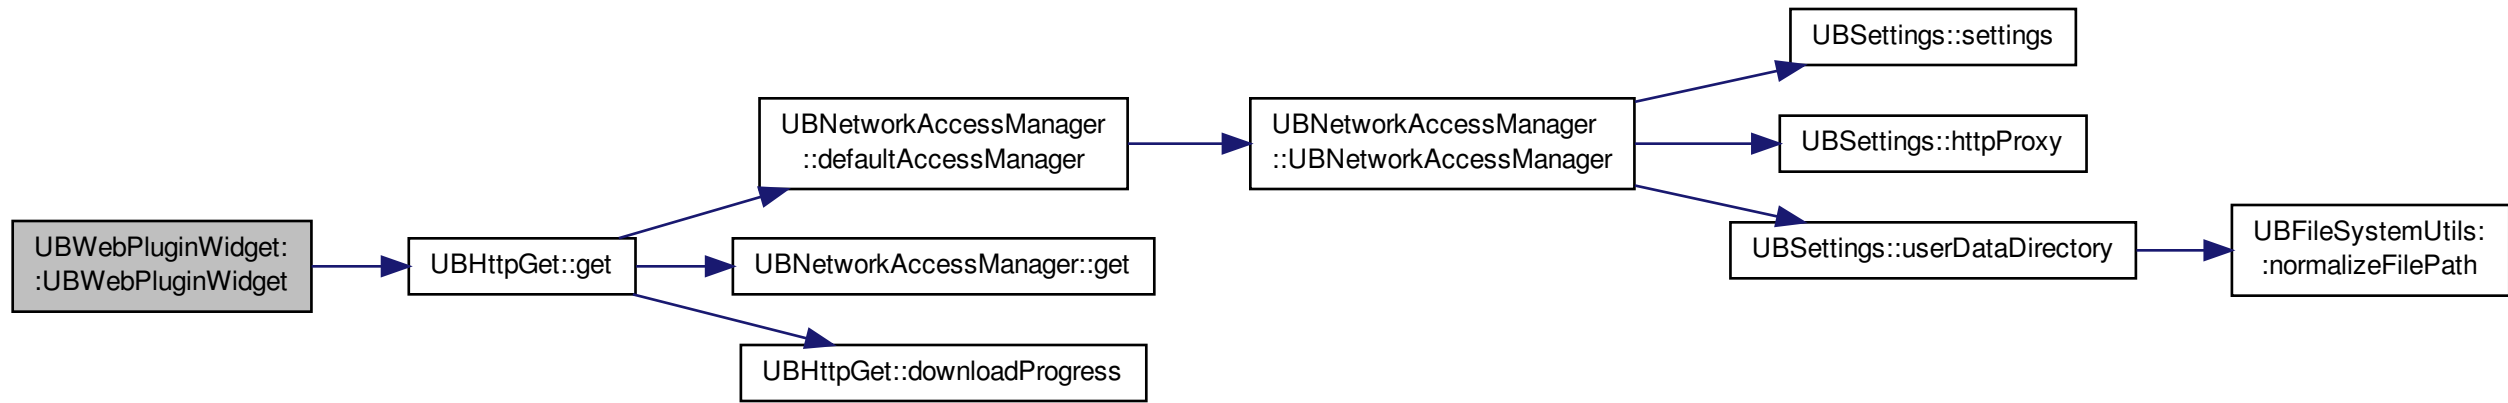 UBWebPluginWidget:
:UBWebPluginWidget
UBHttpGet::get
UBNetworkAccessManager
::defaultAccessManager
UBNetworkAccessManager::get
UBHttpGet::downloadProgress
UBNetworkAccessManager
::UBNetworkAccessManager
UBSettings::settings
UBSettings::httpProxy
UBSettings::userDataDirectory
UBFileSystemUtils:
:normalizeFilePath